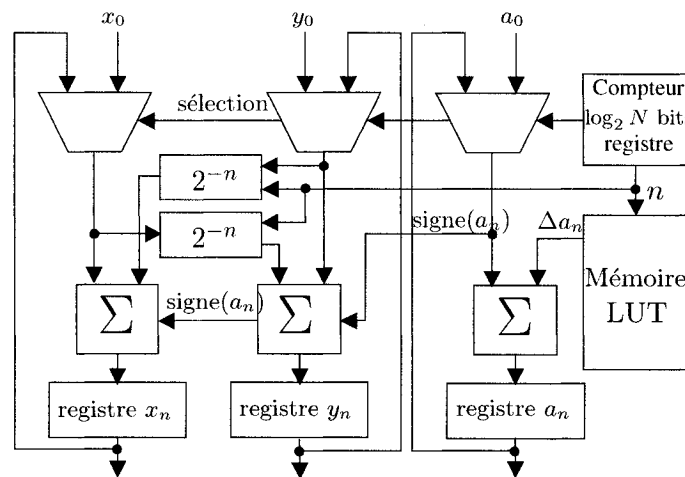 x₀
y₀
a₀
sélection
Compteur
log₂ N bit
registre
2⁻ⁿ
n
2⁻ⁿ
signe(aₙ)
Δaₙ
Mémoire
LUT
Σ
signe(aₙ)
Σ
Σ
registre xₙ
registre yₙ
registre aₙ